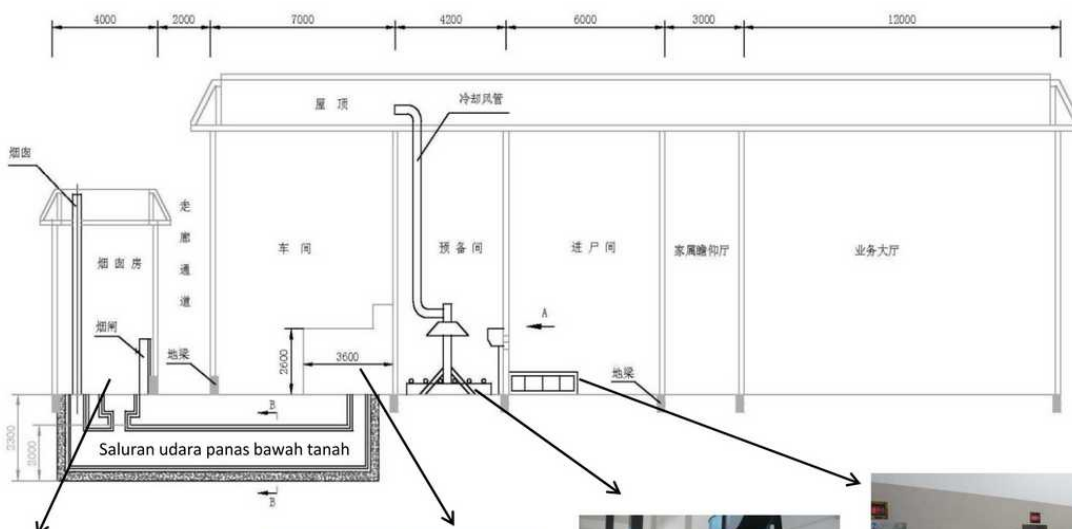 4000
2000
7000
4200
6000
3000
12000
屋 顶
冷却风管
烟囱
走廊通道
烟囱房
车 间
预备间
进尸间
家属瞻仰厅
业务大厅
烟闸
地梁
2600
3600
A
地梁
2300
2000
B
Saluran udara panas bawah tanah
B